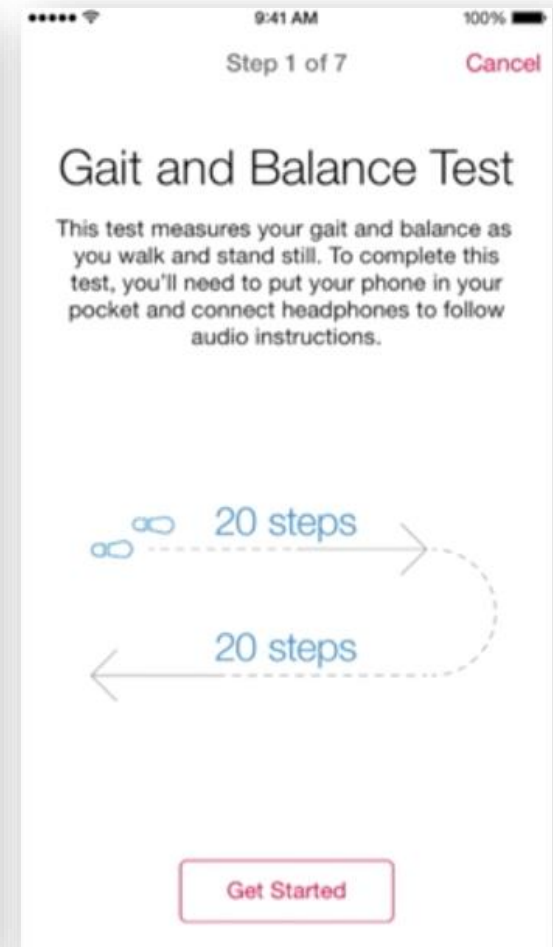 9:41 AM 100%
Step 1 of 7 Cancel
Gait and Balance Test
This test measures your gait and balance as
you walk and stand still. To complete this
test, you'll need to put your phone in your
pocket and connect headphones to follow
audio instructions.
20 steps
20 steps
Get Started